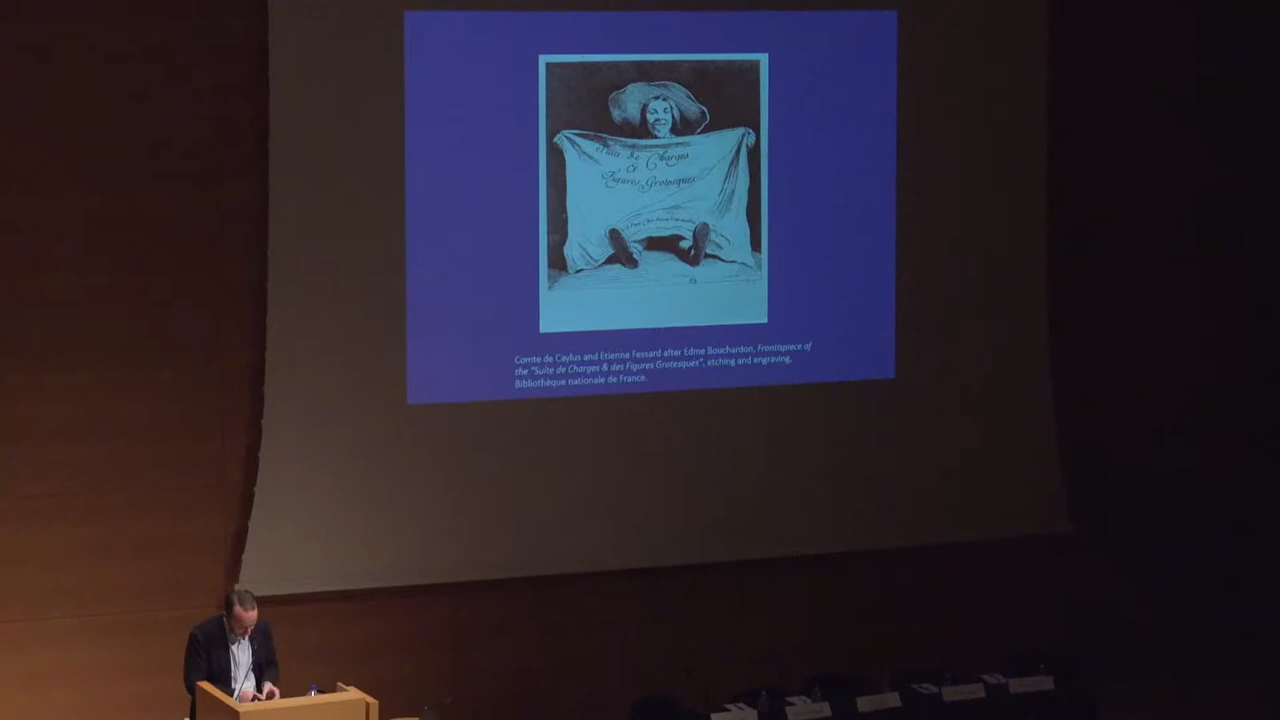 Suite de Charges
&
Figures Grotesques
Comte de Caylus and Etienne Fessard after Edme Bouchardon, Frontispiece of
the "Suite de Charges & des Figures Grotesques", etching and engraving,
Bibliothèque nationale de France.